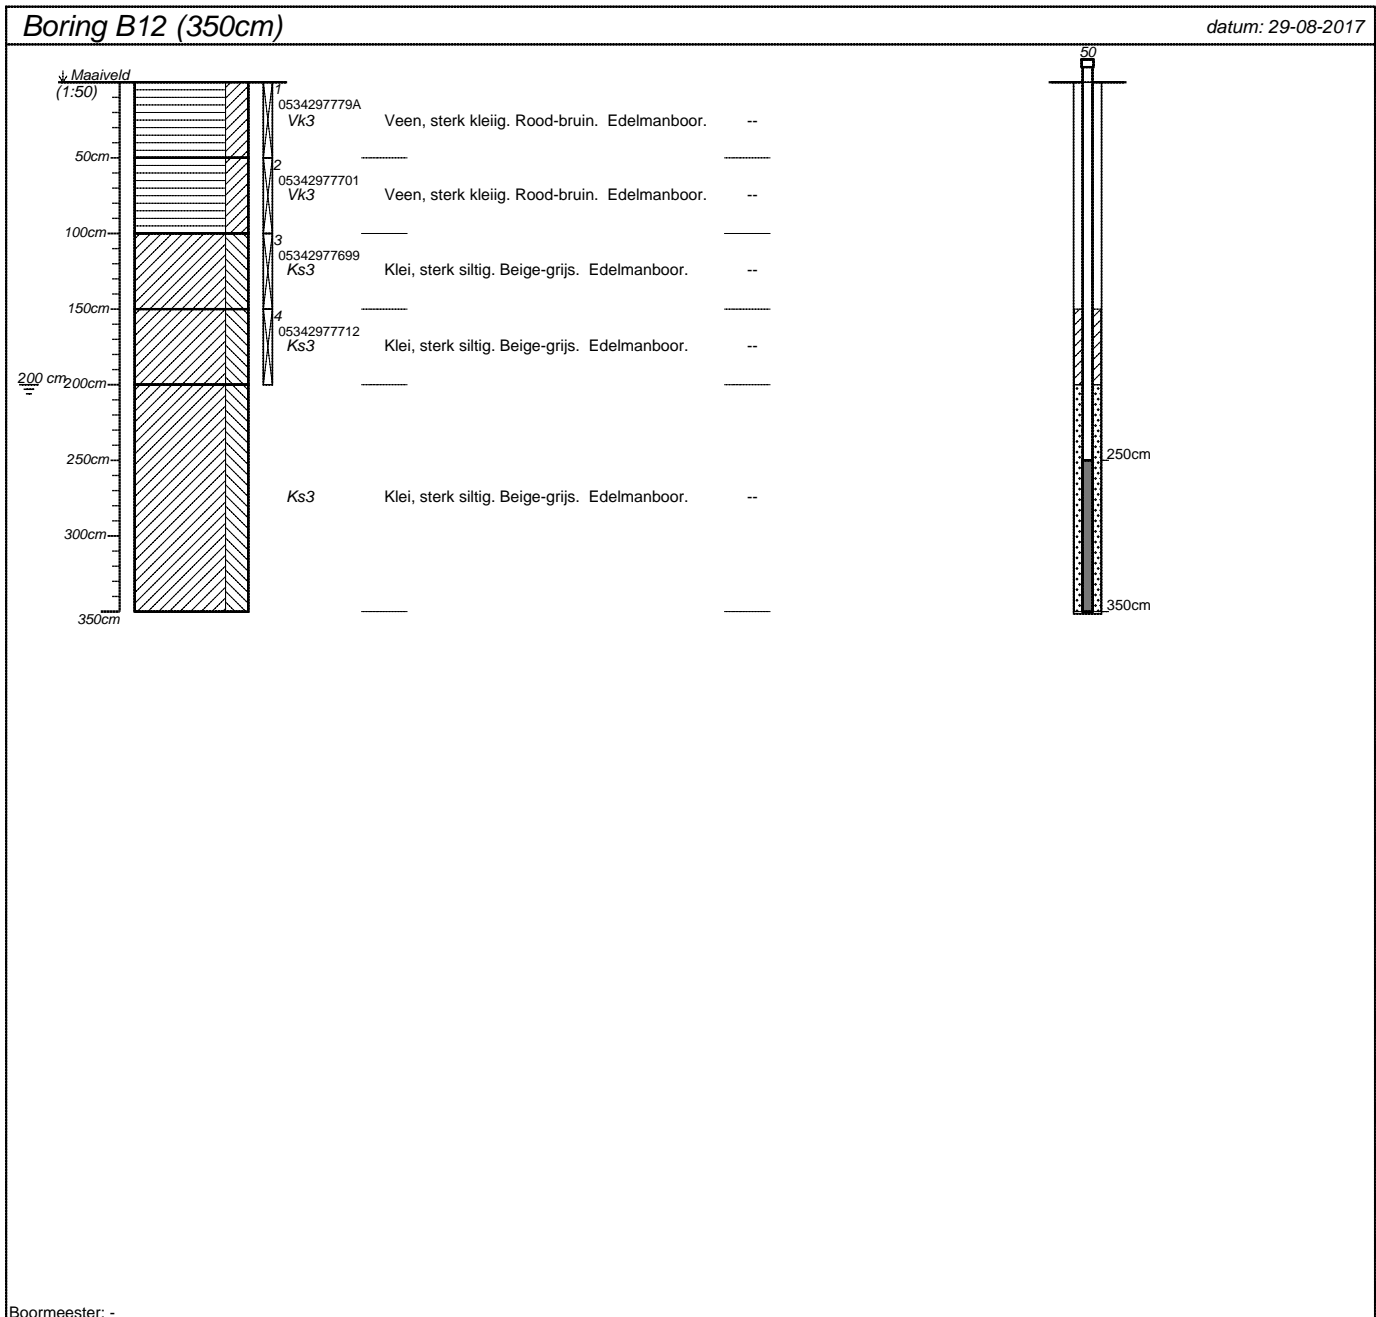 Boring B12 (350cm)
datum: 29-08-2017
50
Maaiveld
(1:50)
1
0534297779A
Vk3 Veen, sterk kleiig. Rood-bruin. Edelmanboor. --
50cm
2
05342977701
Vk3 Veen, sterk kleiig. Rood-bruin. Edelmanboor. --
100cm
3
05342977699
Ks3 Klei, sterk siltig. Beige-grijs. Edelmanboor. --
150cm
4
05342977712
Ks3 Klei, sterk siltig. Beige-grijs. Edelmanboor. --
200 cm 200cm
250cm 250cm
Ks3 Klei, sterk siltig. Beige-grijs. Edelmanboor. --
300cm
350cm 350cm
Boormeester: -